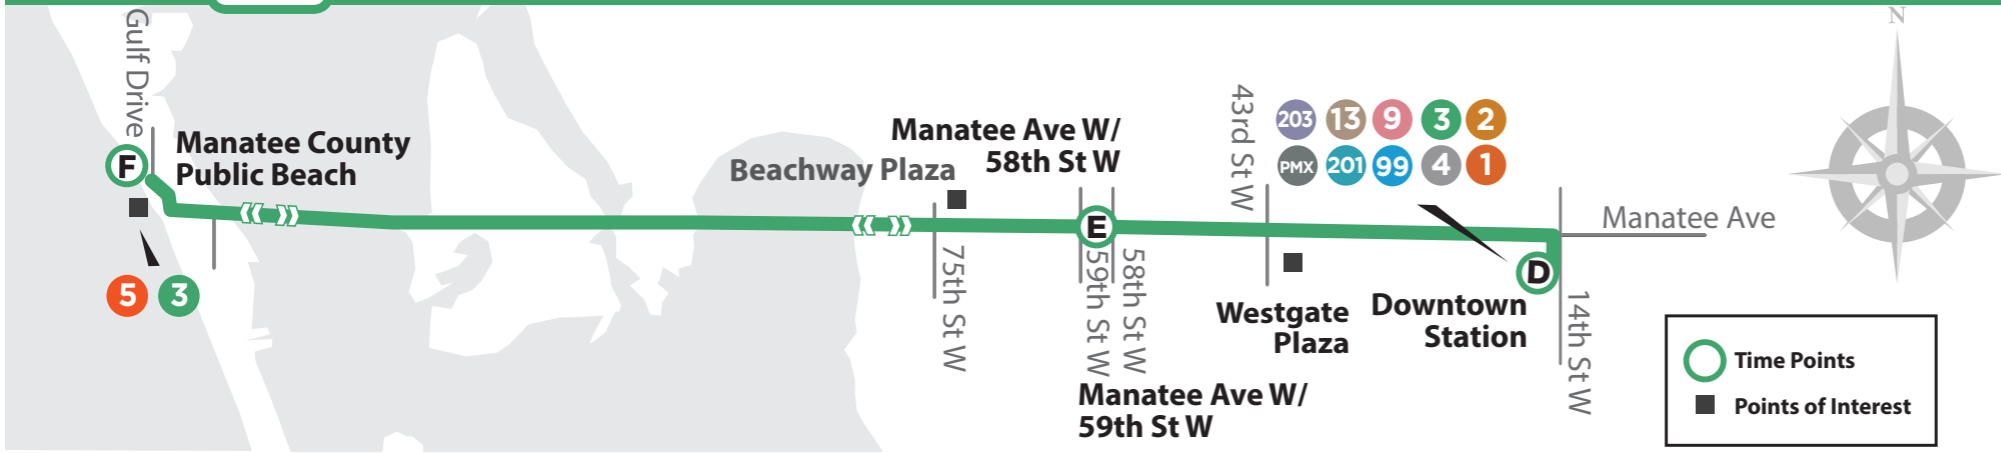 N
Gulf Drive
F
Manatee County
Public Beach
5
3
Beachway Plaza
75th St W
Manatee Ave W/
58th St W
E
59th St W
58th St W
Manatee Ave W/
59th St W
43rd St W
Westgate
Plaza
203
13
9
3
2
PMX
201
99
4
1
D
Downtown
Station
14th St W
Manatee Ave
Time Points
Points of Interest